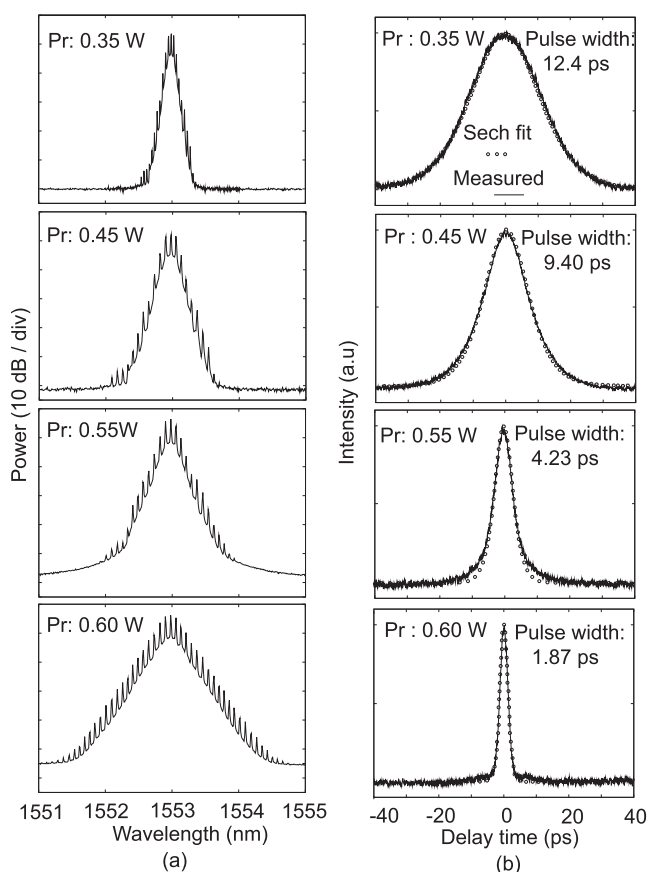 Pr: 0.35 W
Pr: 0.45 W
Pr: 0.55W
Pr: 0.60 W
Power (10 dB / div)
1551 1552 1553 1554 1555
Wavelength (nm)
(a)
Pr : 0.35 W Pulse width:
12.4 ps
Sech fit
Measured
Pr : 0.45 W Pulse width:
9.40 ps
Pr: 0.55 W Pulse width:
4.23 ps
Pr : 0.60 W Pulse width:
1.87 ps
Intensity (a.u)
-40 -20 0 20 40
Delay time (ps)
(b)